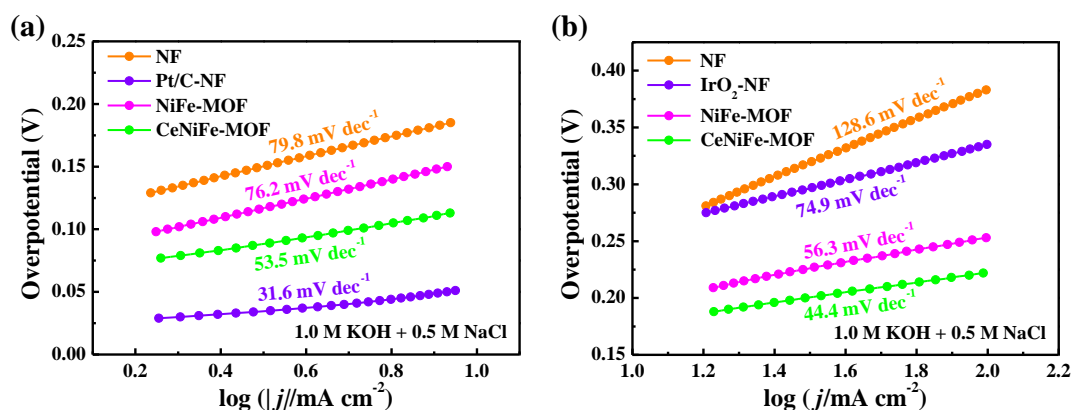 (a)
Overpotential (V)
0.25
0.20
0.15
0.10
0.05
0.00
NF
Pt/C-NF
NiFe-MOF
CeNiFe-MOF
79.8 mV dec⁻¹
76.2 mV dec⁻¹
53.5 mV dec⁻¹
31.6 mV dec⁻¹
1.0 M KOH + 0.5 M NaCl
0.2 0.4 0.6 0.8 1.0
log (|j|/mA cm⁻²)
(b)
Overpotential (V)
0.40
0.35
0.30
0.25
0.20
0.15
NF
IrO₂-NF
NiFe-MOF
CeNiFe-MOF
128.6 mV dec⁻¹
74.9 mV dec⁻¹
56.3 mV dec⁻¹
44.4 mV dec⁻¹
1.0 M KOH + 0.5 M NaCl
1.0 1.2 1.4 1.6 1.8 2.0 2.2
log (j/mA cm⁻²)